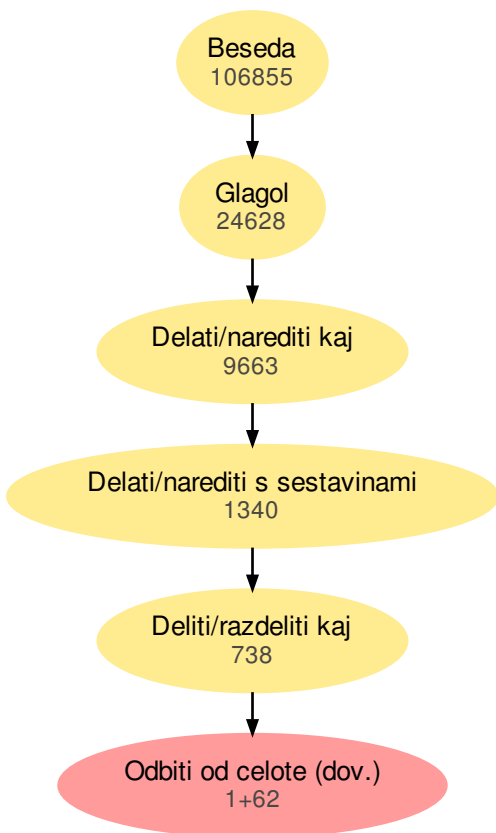 Beseda
106855
Glagol
24628
Delati/narediti kaj
9663
Delati/narediti s sestavinami
1340
Deliti/razdeliti kaj
738
Odbiti od celote (dov.)
1+62